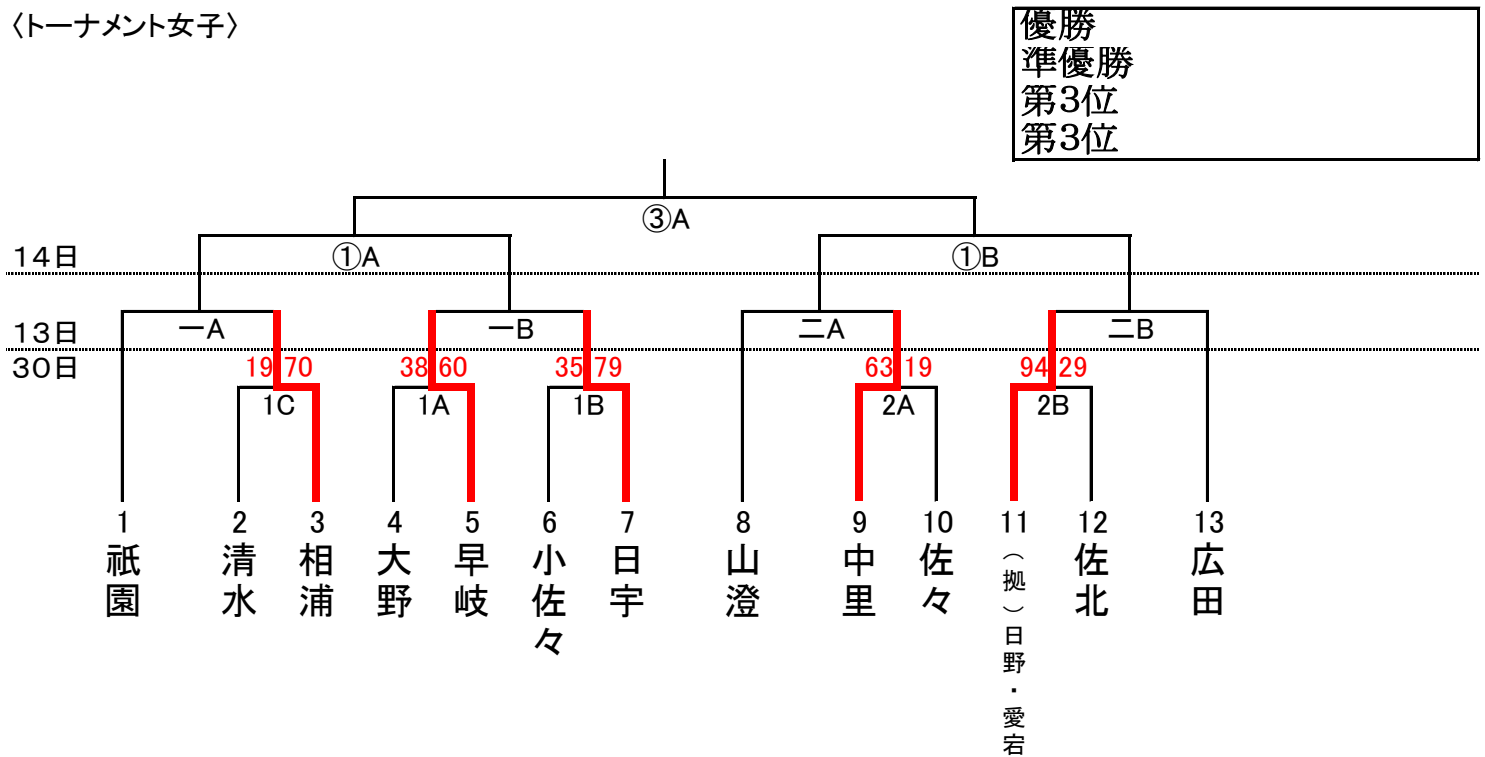 〈トーナメント女子〉
優勝
準優勝
第3位
第3位
③A
14日
①A
①B
13日
一A
一B
二A
二B
30日
19 70
38 60
35 79
63 19
94 29
1C
1A
1B
2A
2B
1
2
3
4
5
6
7
8
9
10
11
12
13
祇園
清水
相浦
大野
早岐
小佐々
日宇
山澄
中里
佐々
（拠）日野・愛宕
佐北
広田